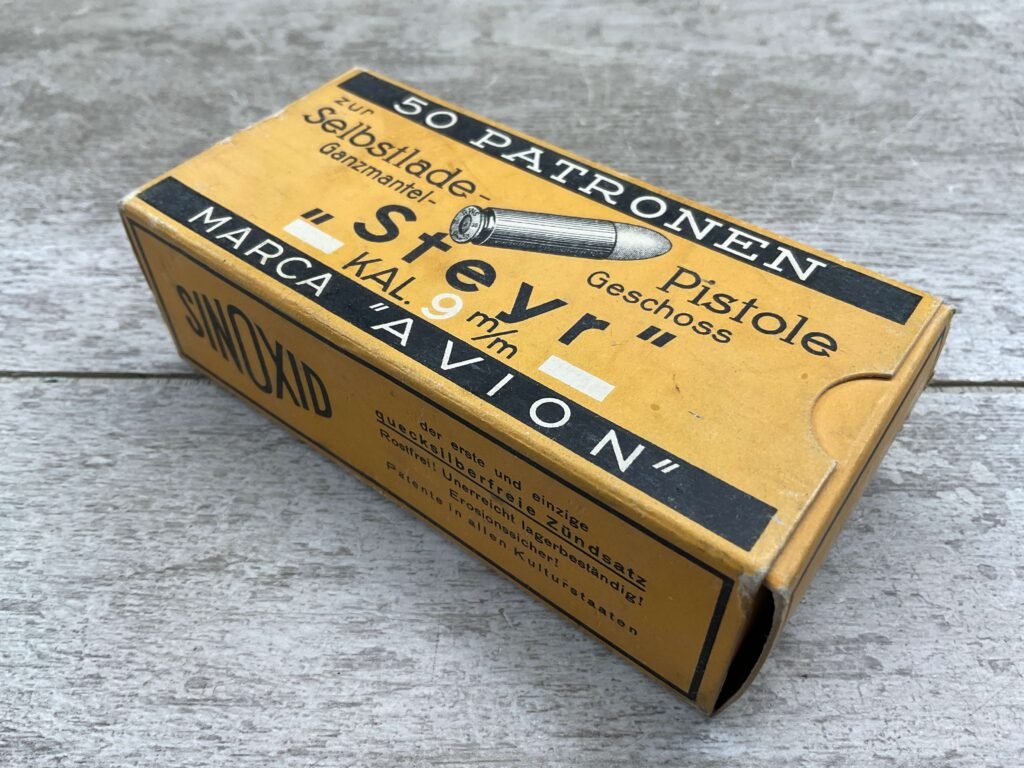 50 PATRONEN
zur
Selbstlade- Pistole
Ganzmantel- Geschoss
"Steyr"
KAL. 9 m/m
MARCA "AVION"
SINOXID
der erste und einzige
quecksilberfreie Zündsatz
Rostfrei! Unerreicht lagerbeständig!
Erosionssicher!
Patente in allen Kulturstaaten